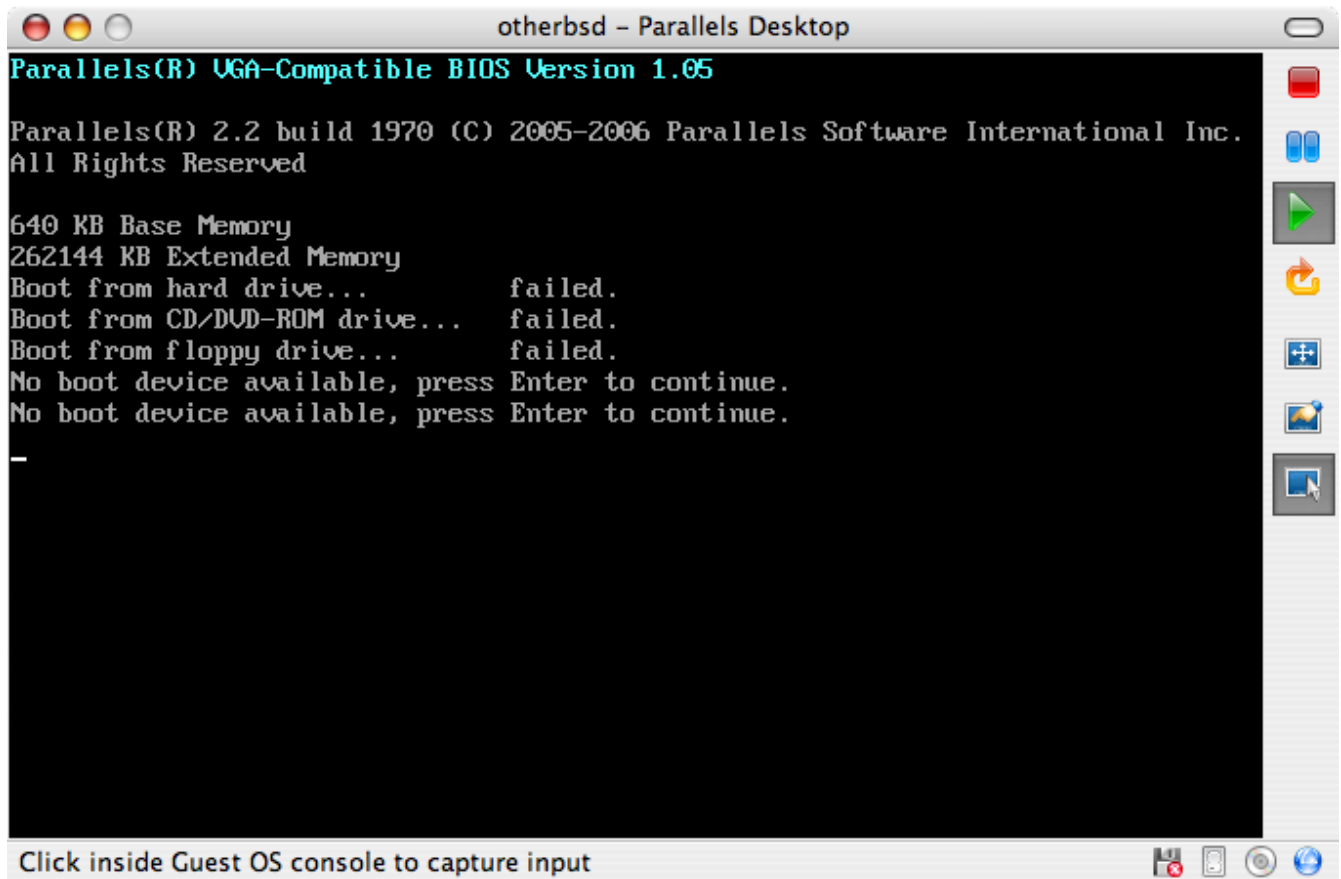 otherbsd – Parallels Desktop
Parallels(R) VGA-Compatible BIOS Version 1.05
Parallels(R) 2.2 build 1970 (C) 2005-2006 Parallels Software International Inc.
All Rights Reserved
640 KB Base Memory
262144 KB Extended Memory
Boot from hard drive... failed.
Boot from CD/DVD-ROM drive... failed.
Boot from floppy drive... failed.
No boot device available, press Enter to continue.
No boot device available, press Enter to continue.
Click inside Guest OS console to capture input